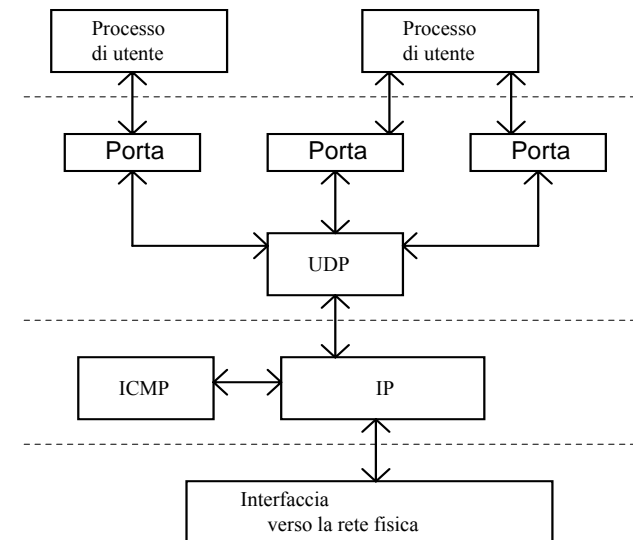 Processo
di utente
Processo
di utente
Porta
Porta
Porta
UDP
ICMP
IP
Interfaccia
verso la rete fisica